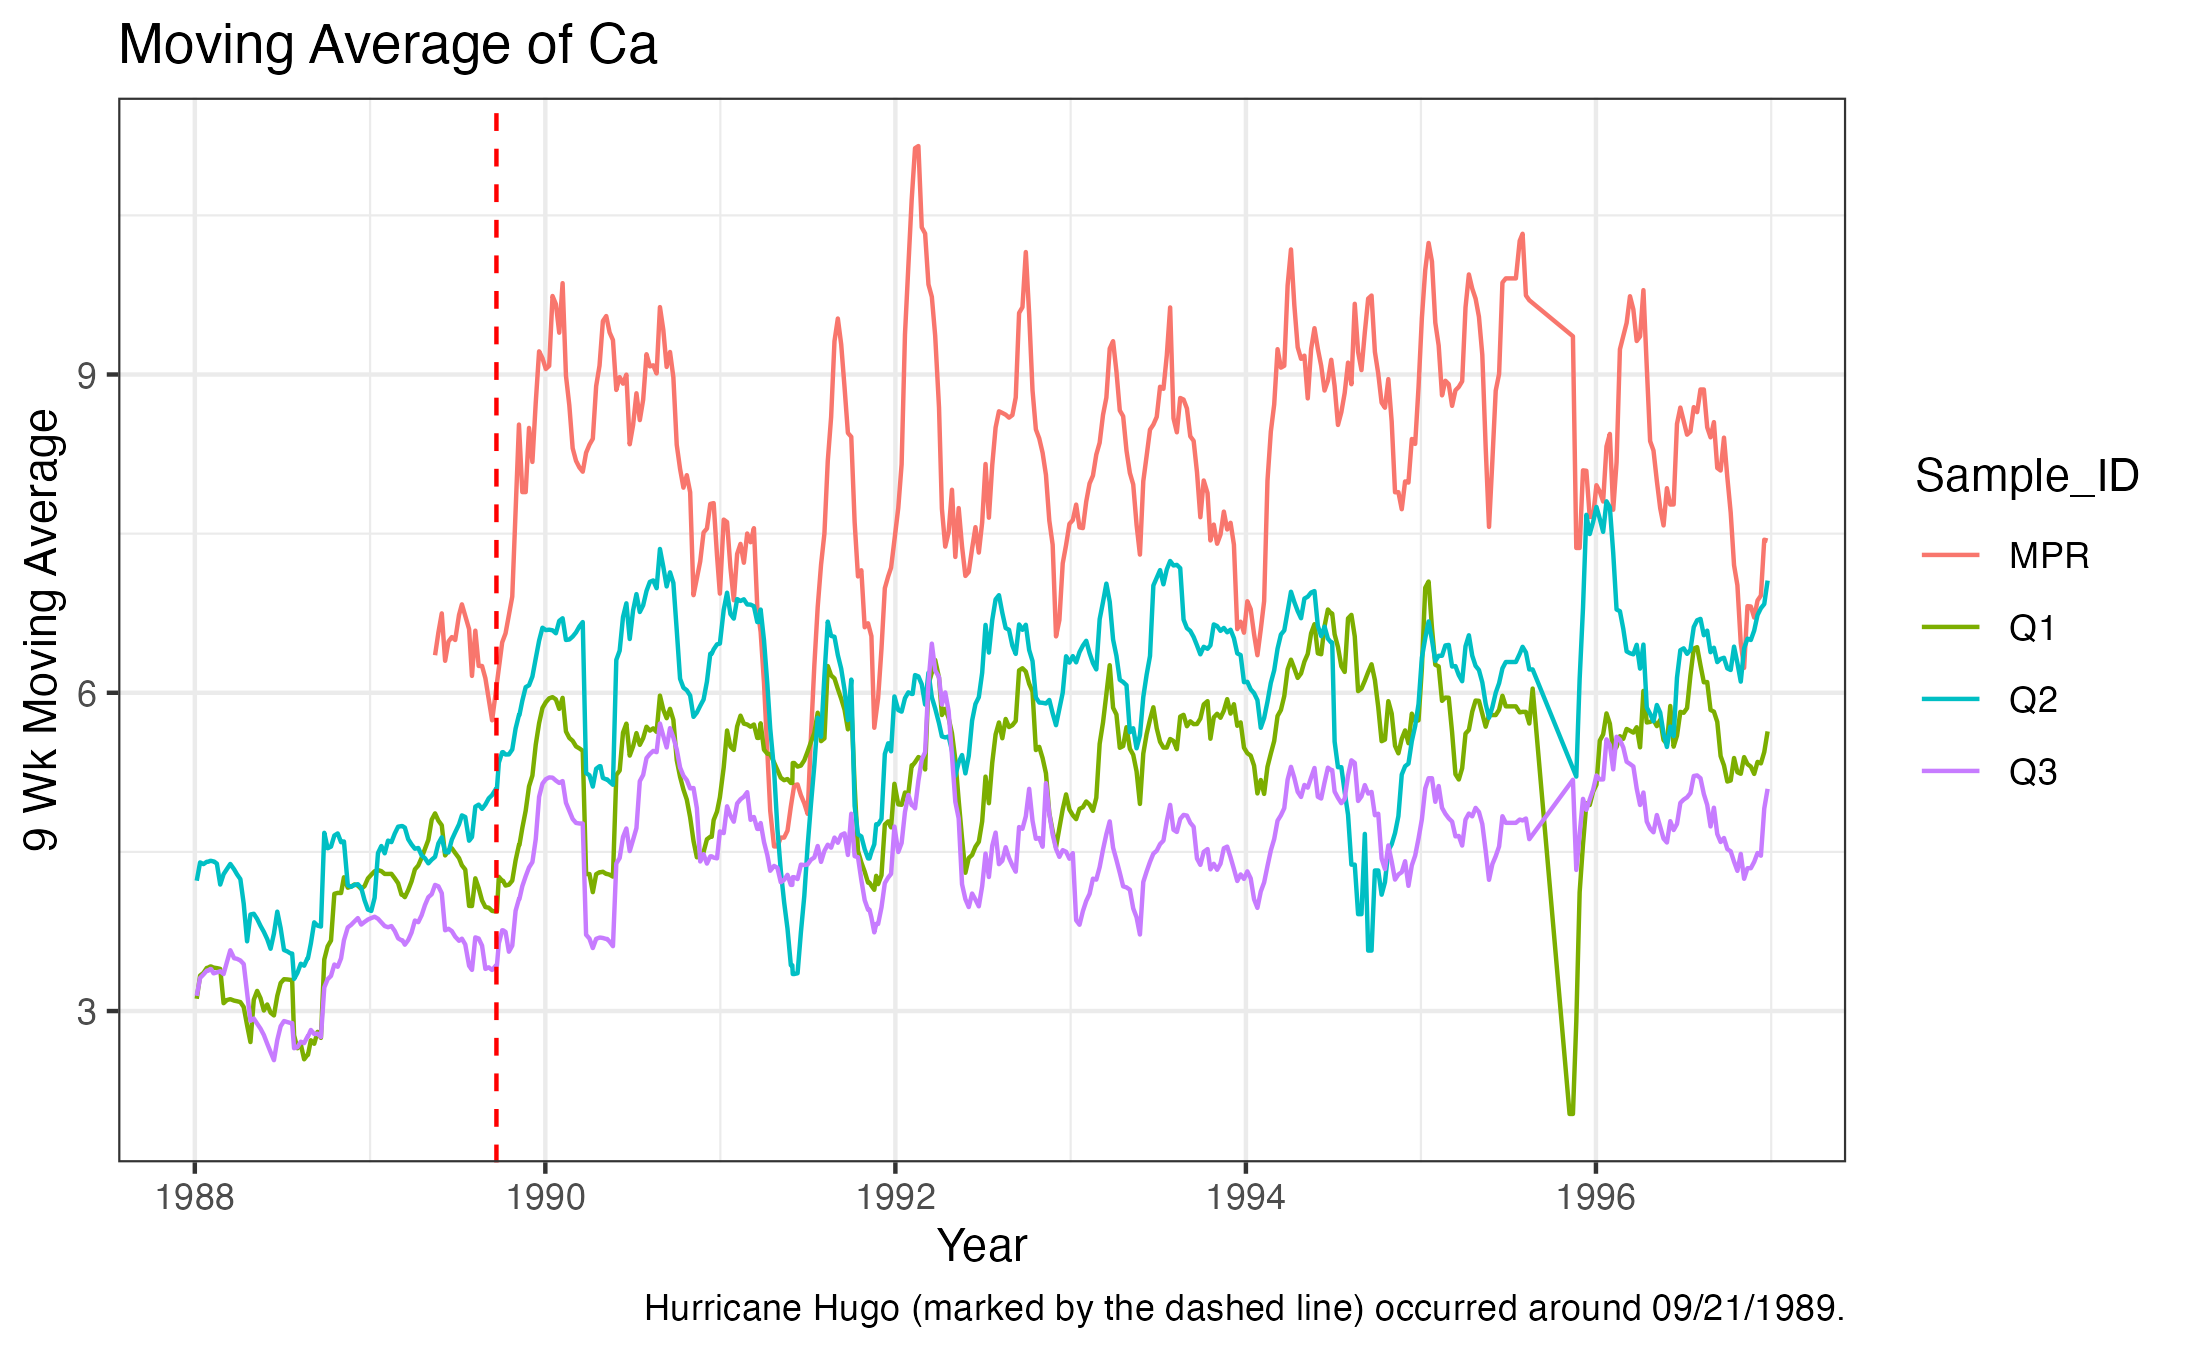 Moving Average of Ca
9 Wk Moving Average
9
6
3
1988 1990 1992 1994 1996
Year
Sample_ID
MPR
Q1
Q2
Q3
Hurricane Hugo (marked by the dashed line) occurred around 09/21/1989.